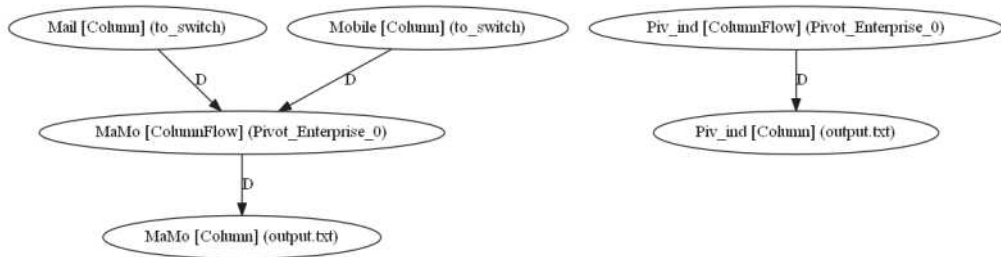 Mail [Column] (to_switch)
Mobile [Column] (to_switch)
Piv_ind [ColumnFlow] (Pivot_Enterprise_0)
D
D
D
MaMo [ColumnFlow] (Pivot_Enterprise_0)
Piv_ind [Column] (output.txt)
D
MaMo [Column] (output.txt)